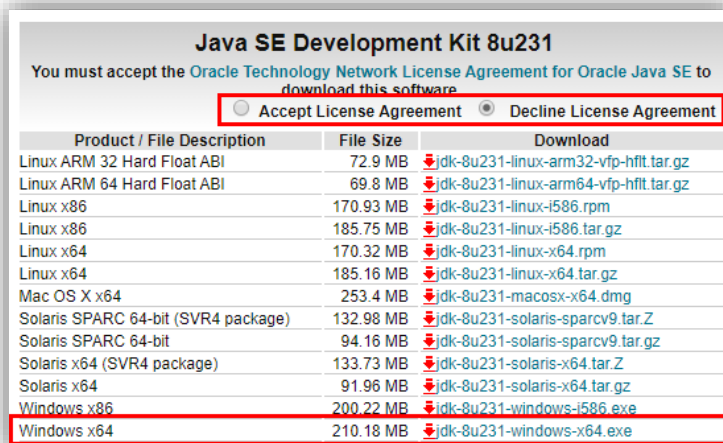 Java SE Development Kit 8u231
You must accept the Oracle Technology Network License Agreement for Oracle Java SE to
download this software.
Accept License Agreement Decline License Agreement
Product / File Description File Size Download
Linux ARM 32 Hard Float ABI 72.9 MB jdk-8u231-linux-arm32-vfp-hflt.tar.gz
Linux ARM 64 Hard Float ABI 69.8 MB jdk-8u231-linux-arm64-vfp-hflt.tar.gz
Linux x86 170.93 MB jdk-8u231-linux-i586.rpm
Linux x86 185.75 MB jdk-8u231-linux-i586.tar.gz
Linux x64 170.32 MB jdk-8u231-linux-x64.rpm
Linux x64 185.16 MB jdk-8u231-linux-x64.tar.gz
Mac OS X x64 253.4 MB jdk-8u231-macosx-x64.dmg
Solaris SPARC 64-bit (SVR4 package) 132.98 MB jdk-8u231-solaris-sparcv9.tar.Z
Solaris SPARC 64-bit 94.16 MB jdk-8u231-solaris-sparcv9.tar.gz
Solaris x64 (SVR4 package) 133.73 MB jdk-8u231-solaris-x64.tar.Z
Solaris x64 91.96 MB jdk-8u231-solaris-x64.tar.gz
Windows x86 200.22 MB jdk-8u231-windows-i586.exe
Windows x64 210.18 MB jdk-8u231-windows-x64.exe